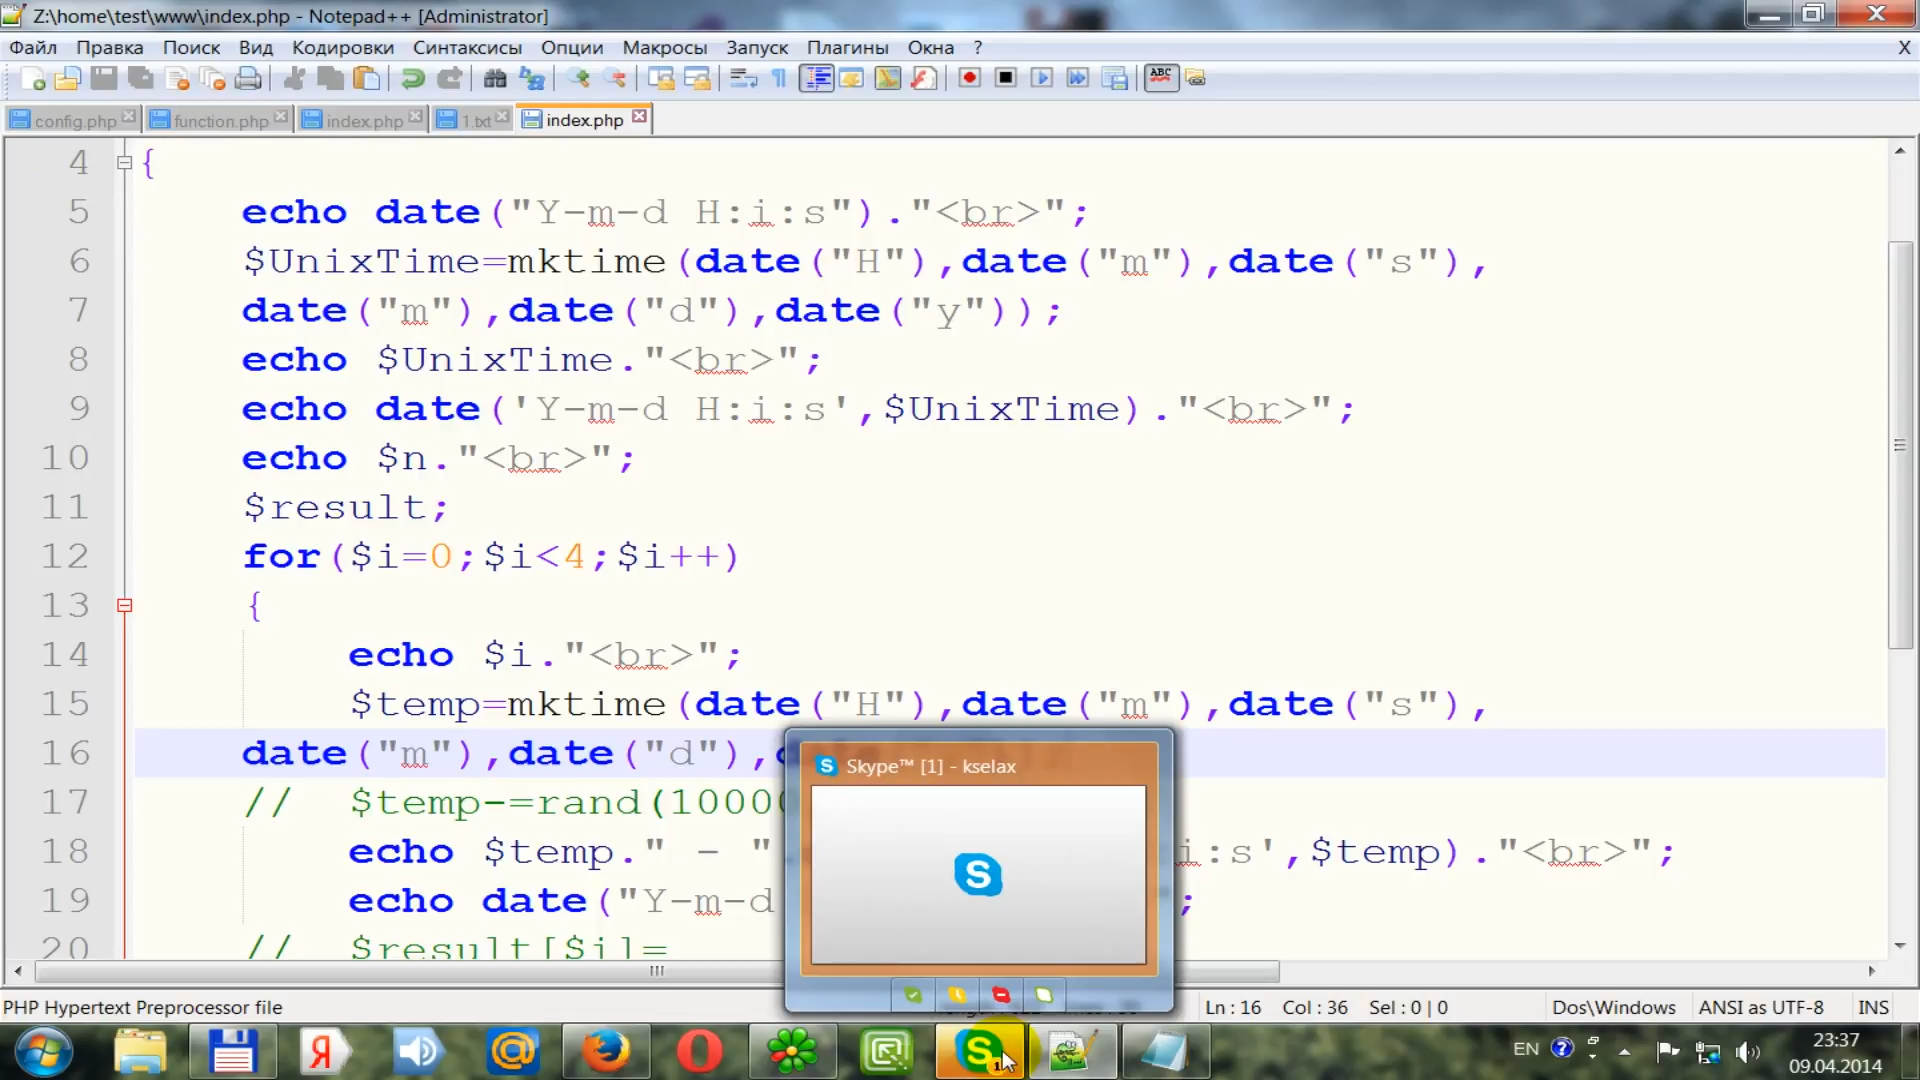 Z:\home\test\www\index.php - Notepad++ [Administrator]
Файл Правка Поиск Вид Кодировки Синтаксисы Опции Макросы Запуск Плагины Окна ? X
ABC
config.php function.php index.php 1.txt index.php
4 {
5 echo date("Y-m-d H:i:s")."<br>";
6 $UnixTime=mktime(date("H"),date("m"),date("s"),
7 date("m"),date("d"),date("y"));
8 echo $UnixTime."<br>";
9 echo date('Y-m-d H:i:s',$UnixTime)."<br>";
10 echo $n."<br>";
11 $result;
12 for($i=0;$i<4;$i++)
13 {
14 echo $i."<br>";
15 $temp=mktime(date("H"),date("m"),date("s"),
16 date("m"),date("d"),
17 // $temp-=rand(10000
18 echo $temp." - ". i:s',$temp)."<br>";
19 echo date("Y-m-d ;
20 // $result[$i]=
Skype™ [1] - kselax
PHP Hypertext Preprocessor file Ln : 16 Col : 36 Sel : 0 | 0 Dos\Windows ANSI as UTF-8 INS
EN 23:37
09.04.2014